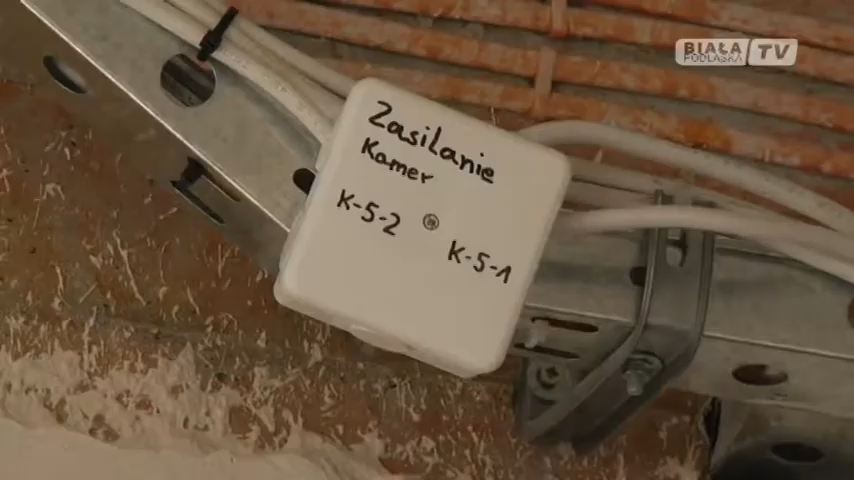 BIAŁA TV
PODLASKA
Zasilanie
Kamer
K-5-2
K-5-1